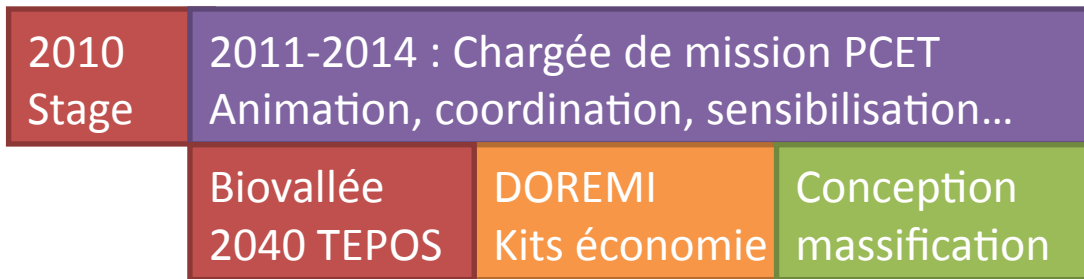 2010
Stage
2011-2014 : Chargée de mission PCET
Animation, coordination, sensibilisation…
Biovallée
2040 TEPOS
DOREMI
Kits économie
Conception
massification